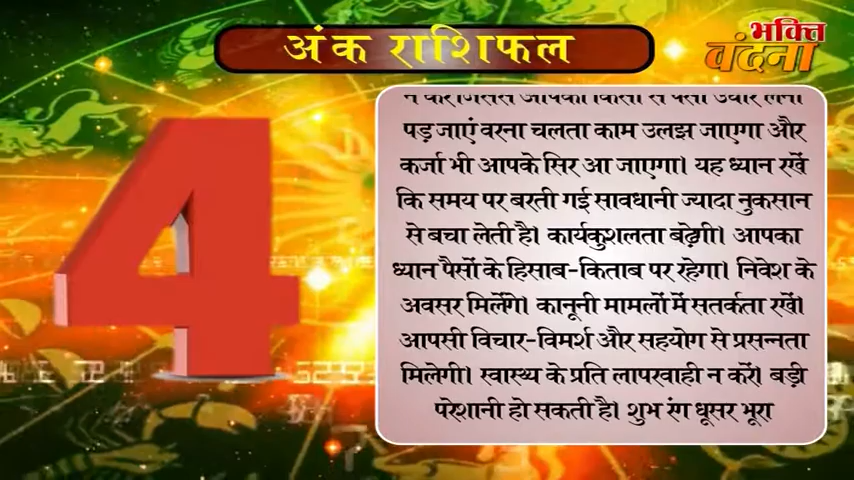 अंक राशिफल
भक्ति
वंदना
4
पड़ जाएं वरना चलता काम उलझ जाएगा और
कर्जा भी आपके सिर आ जाएगा। यह ध्यान रखें
कि समय पर बरती गई सावधानी ज्यादा नुकसान
से बचा लेती है। कार्यकुशलता बढ़ेगी। आपका
ध्यान पैसों के हिसाब-किताब पर रहेगा। निवेश के
अवसर मिलेंगे। कानूनी मामलों में सतर्कता रखें।
आपसी विचार-विमर्श और सहयोग से प्रसन्नता
मिलेगी। स्वास्थ के प्रति लापरवाही न करें। बड़ी
परेशानी हो सकती है। शुभ रंग धूसर भूरा